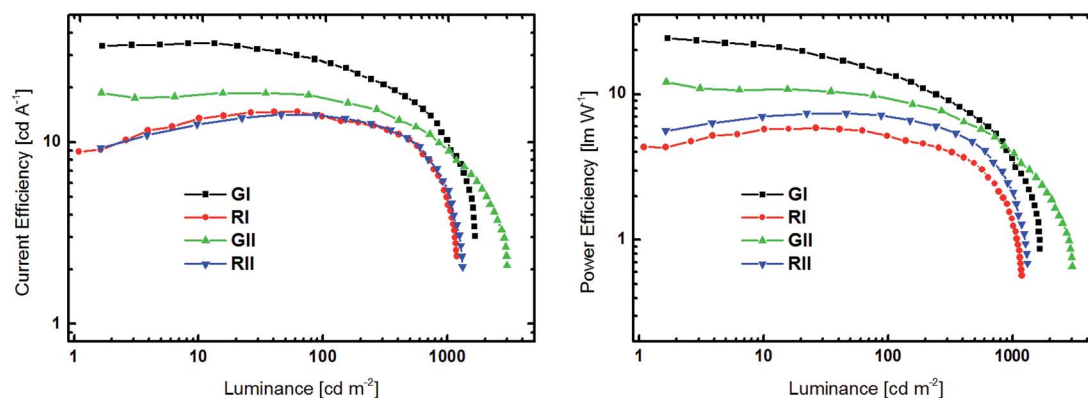 Current Efficiency [cd A⁻¹]
10
1
GI
RI
GII
RII
1 10 100 1000
Luminance [cd m⁻²]
Power Efficiency [lm W⁻¹]
10
1
GI
RI
GII
RII
1 10 100 1000
Luminance [cd m⁻²]